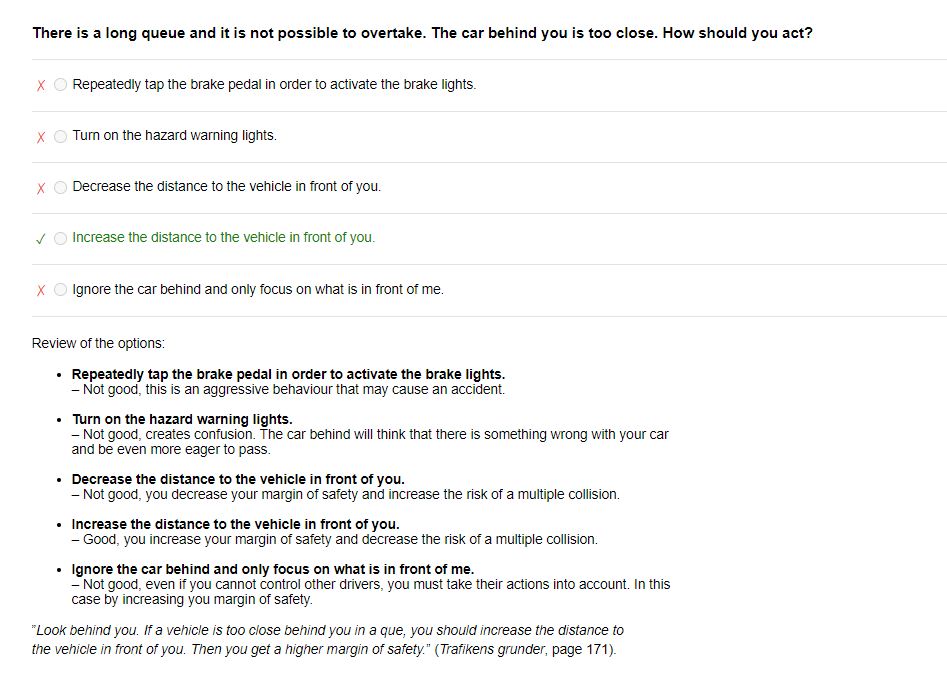 There is a long queue and it is not possible to overtake. The car behind you is too close. How should you act?
X Repeatedly tap the brake pedal in order to activate the brake lights.
X Turn on the hazard warning lights.
X Decrease the distance to the vehicle in front of you.
✓ Increase the distance to the vehicle in front of you.
X Ignore the car behind and only focus on what is in front of me.
Review of the options:
• Repeatedly tap the brake pedal in order to activate the brake lights.
– Not good, this is an aggressive behaviour that may cause an accident.
• Turn on the hazard warning lights.
– Not good, creates confusion. The car behind will think that there is something wrong with your car
and be even more eager to pass.
• Decrease the distance to the vehicle in front of you.
– Not good, you decrease your margin of safety and increase the risk of a multiple collision.
• Increase the distance to the vehicle in front of you.
– Good, you increase your margin of safety and decrease the risk of a multiple collision.
• Ignore the car behind and only focus on what is in front of me.
– Not good, even if you cannot control other drivers, you must take their actions into account. In this
case by increasing you margin of safety.
”Look behind you. If a vehicle is too close behind you in a que, you should increase the distance to
the vehicle in front of you. Then you get a higher margin of safety.” (Trafikens grunder, page 171).